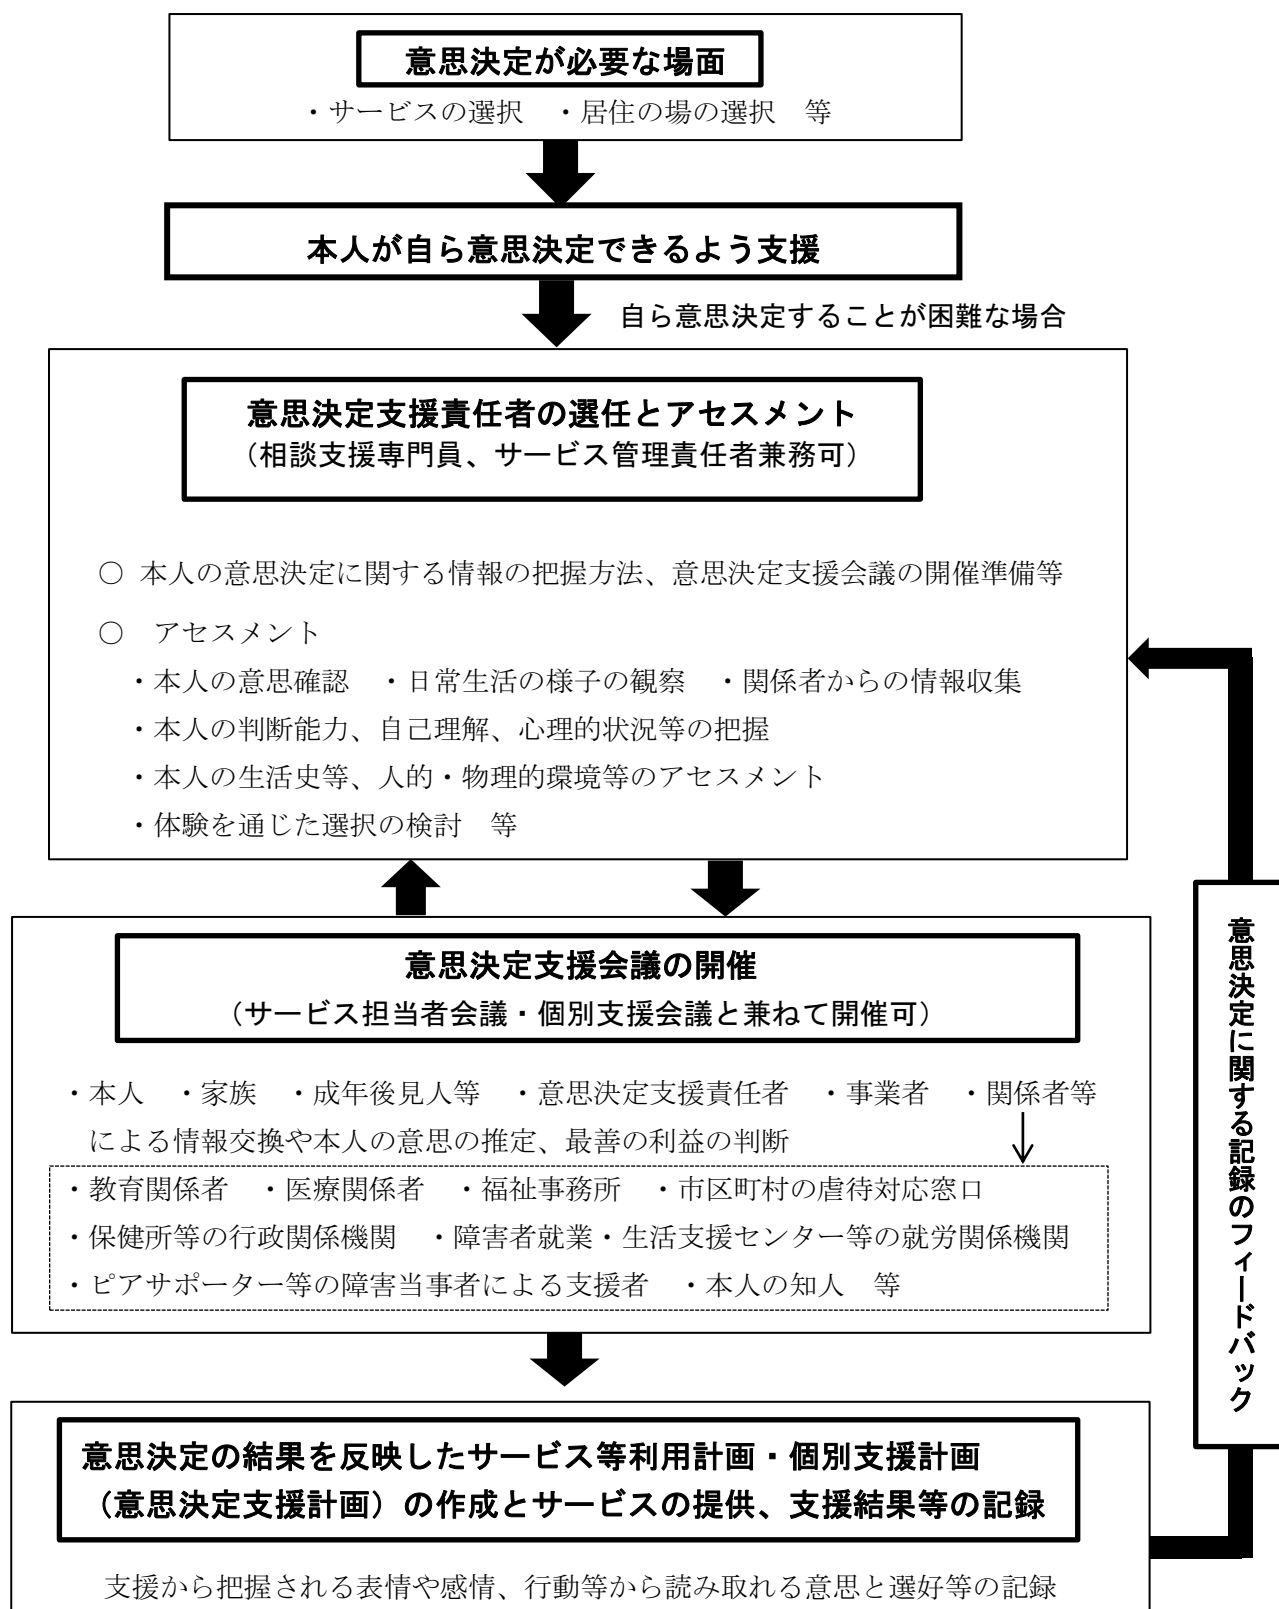 意思決定が必要な場面
・サービスの選択　・居住の場の選択　等
本人が自ら意思決定できるよう支援
自ら意思決定することが困難な場合
意思決定支援責任者の選任とアセスメント
（相談支援専門員、サービス管理責任者兼務可）
○ 本人の意思決定に関する情報の把握方法、意思決定支援会議の開催準備等
○　アセスメント
・本人の意思確認　・日常生活の様子の観察　・関係者からの情報収集
・本人の判断能力、自己理解、心理的状況等の把握
・本人の生活史等、人的・物理的環境等のアセスメント
・体験を通じた選択の検討　等
意思決定支援会議の開催
（サービス担当者会議・個別支援会議と兼ねて開催可）
・本人　・家族　・成年後見人等　・意思決定支援責任者　・事業者　・関係者等
による情報交換や本人の意思の推定、最善の利益の判断
・教育関係者　・医療関係者　・福祉事務所　・市区町村の虐待対応窓口
・保健所等の行政関係機関　・障害者就業・生活支援センター等の就労関係機関
・ピアサポーター等の障害当事者による支援者　・本人の知人　等
意思決定の結果を反映したサービス等利用計画・個別支援計画
（意思決定支援計画）の作成とサービスの提供、支援結果等の記録
支援から把握される表情や感情、行動等から読み取れる意思と選好等の記録
意思決定に関する記録のフィードバック